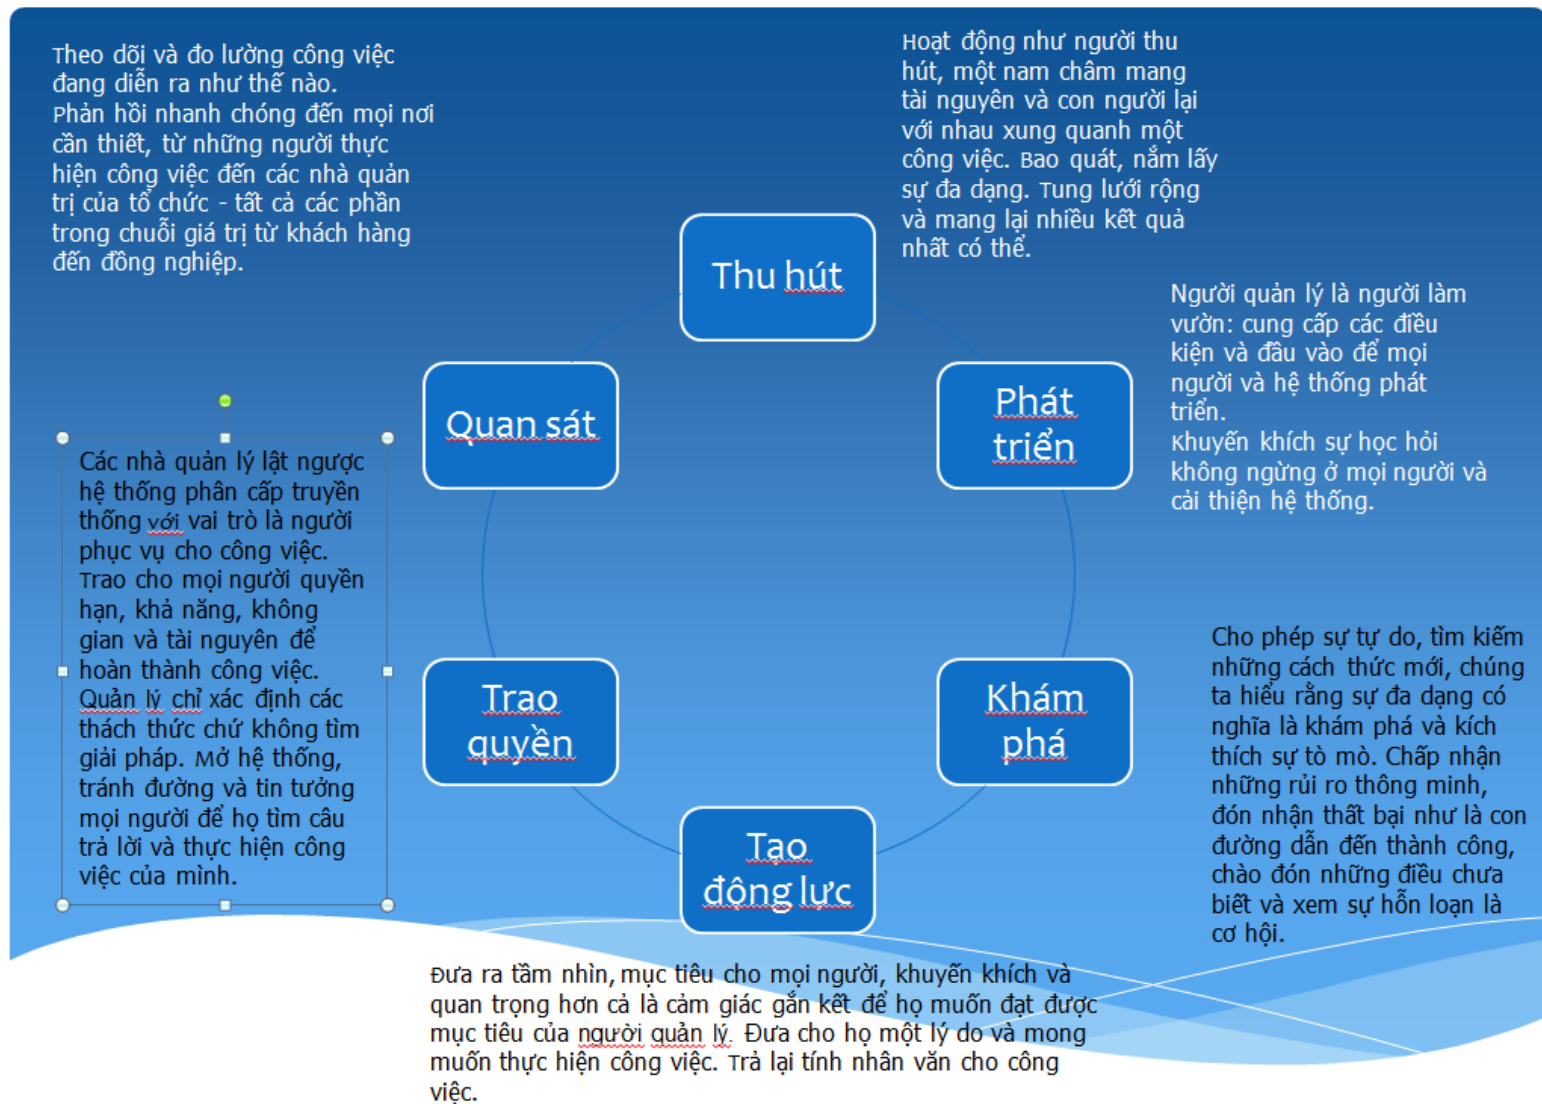 Theo dõi và đo lường công việc
đang diễn ra như thế nào.
Phản hồi nhanh chóng đến mọi nơi
cần thiết, từ những người thực
hiện công việc đến các nhà quản
trị của tổ chức - tất cả các phần
trong chuỗi giá trị từ khách hàng
đến đồng nghiệp.
Hoạt động như người thu
hút, một nam châm mang
tài nguyên và con người lại
với nhau xung quanh một
công việc. Bao quát, nắm lấy
sự đa dạng. Tung lưới rộng
và mang lại nhiều kết quả
nhất có thể.
Thu hút
Người quản lý là người làm
vườn: cung cấp các điều
kiện và đầu vào để mọi
người và hệ thống phát
triển.
Khuyến khích sự học hỏi
không ngừng ở mọi người và
cải thiện hệ thống.
Quan sát
Phát
triển
Các nhà quản lý lật ngược
hệ thống phân cấp truyền
thống với vai trò là người
phục vụ cho công việc.
Trao cho mọi người quyền
hạn, khả năng, không
gian và tài nguyên để
hoàn thành công việc.
Quản lý chỉ xác định các
thách thức chứ không tìm
giải pháp. Mở hệ thống,
tránh đường và tin tưởng
mọi người để họ tìm câu
trả lời và thực hiện công
việc của mình.
Trao
quyền
Khám
phá
Cho phép sự tự do, tìm kiếm
những cách thức mới, chúng
ta hiểu rằng sự đa dạng có
nghĩa là khám phá và kích
thích sự tò mò. Chấp nhận
những rủi ro thông minh,
đón nhận thất bại như là con
đường dẫn đến thành công,
chào đón những điều chưa
biết và xem sự hỗn loạn là
cơ hội.
Tạo
động lực
Đưa ra tầm nhìn, mục tiêu cho mọi người, khuyến khích và
quan trọng hơn cả là cảm giác gắn kết để họ muốn đạt được
mục tiêu của người quản lý. Đưa cho họ một lý do và mong
muốn thực hiện công việc. Trả lại tính nhân văn cho công
việc.